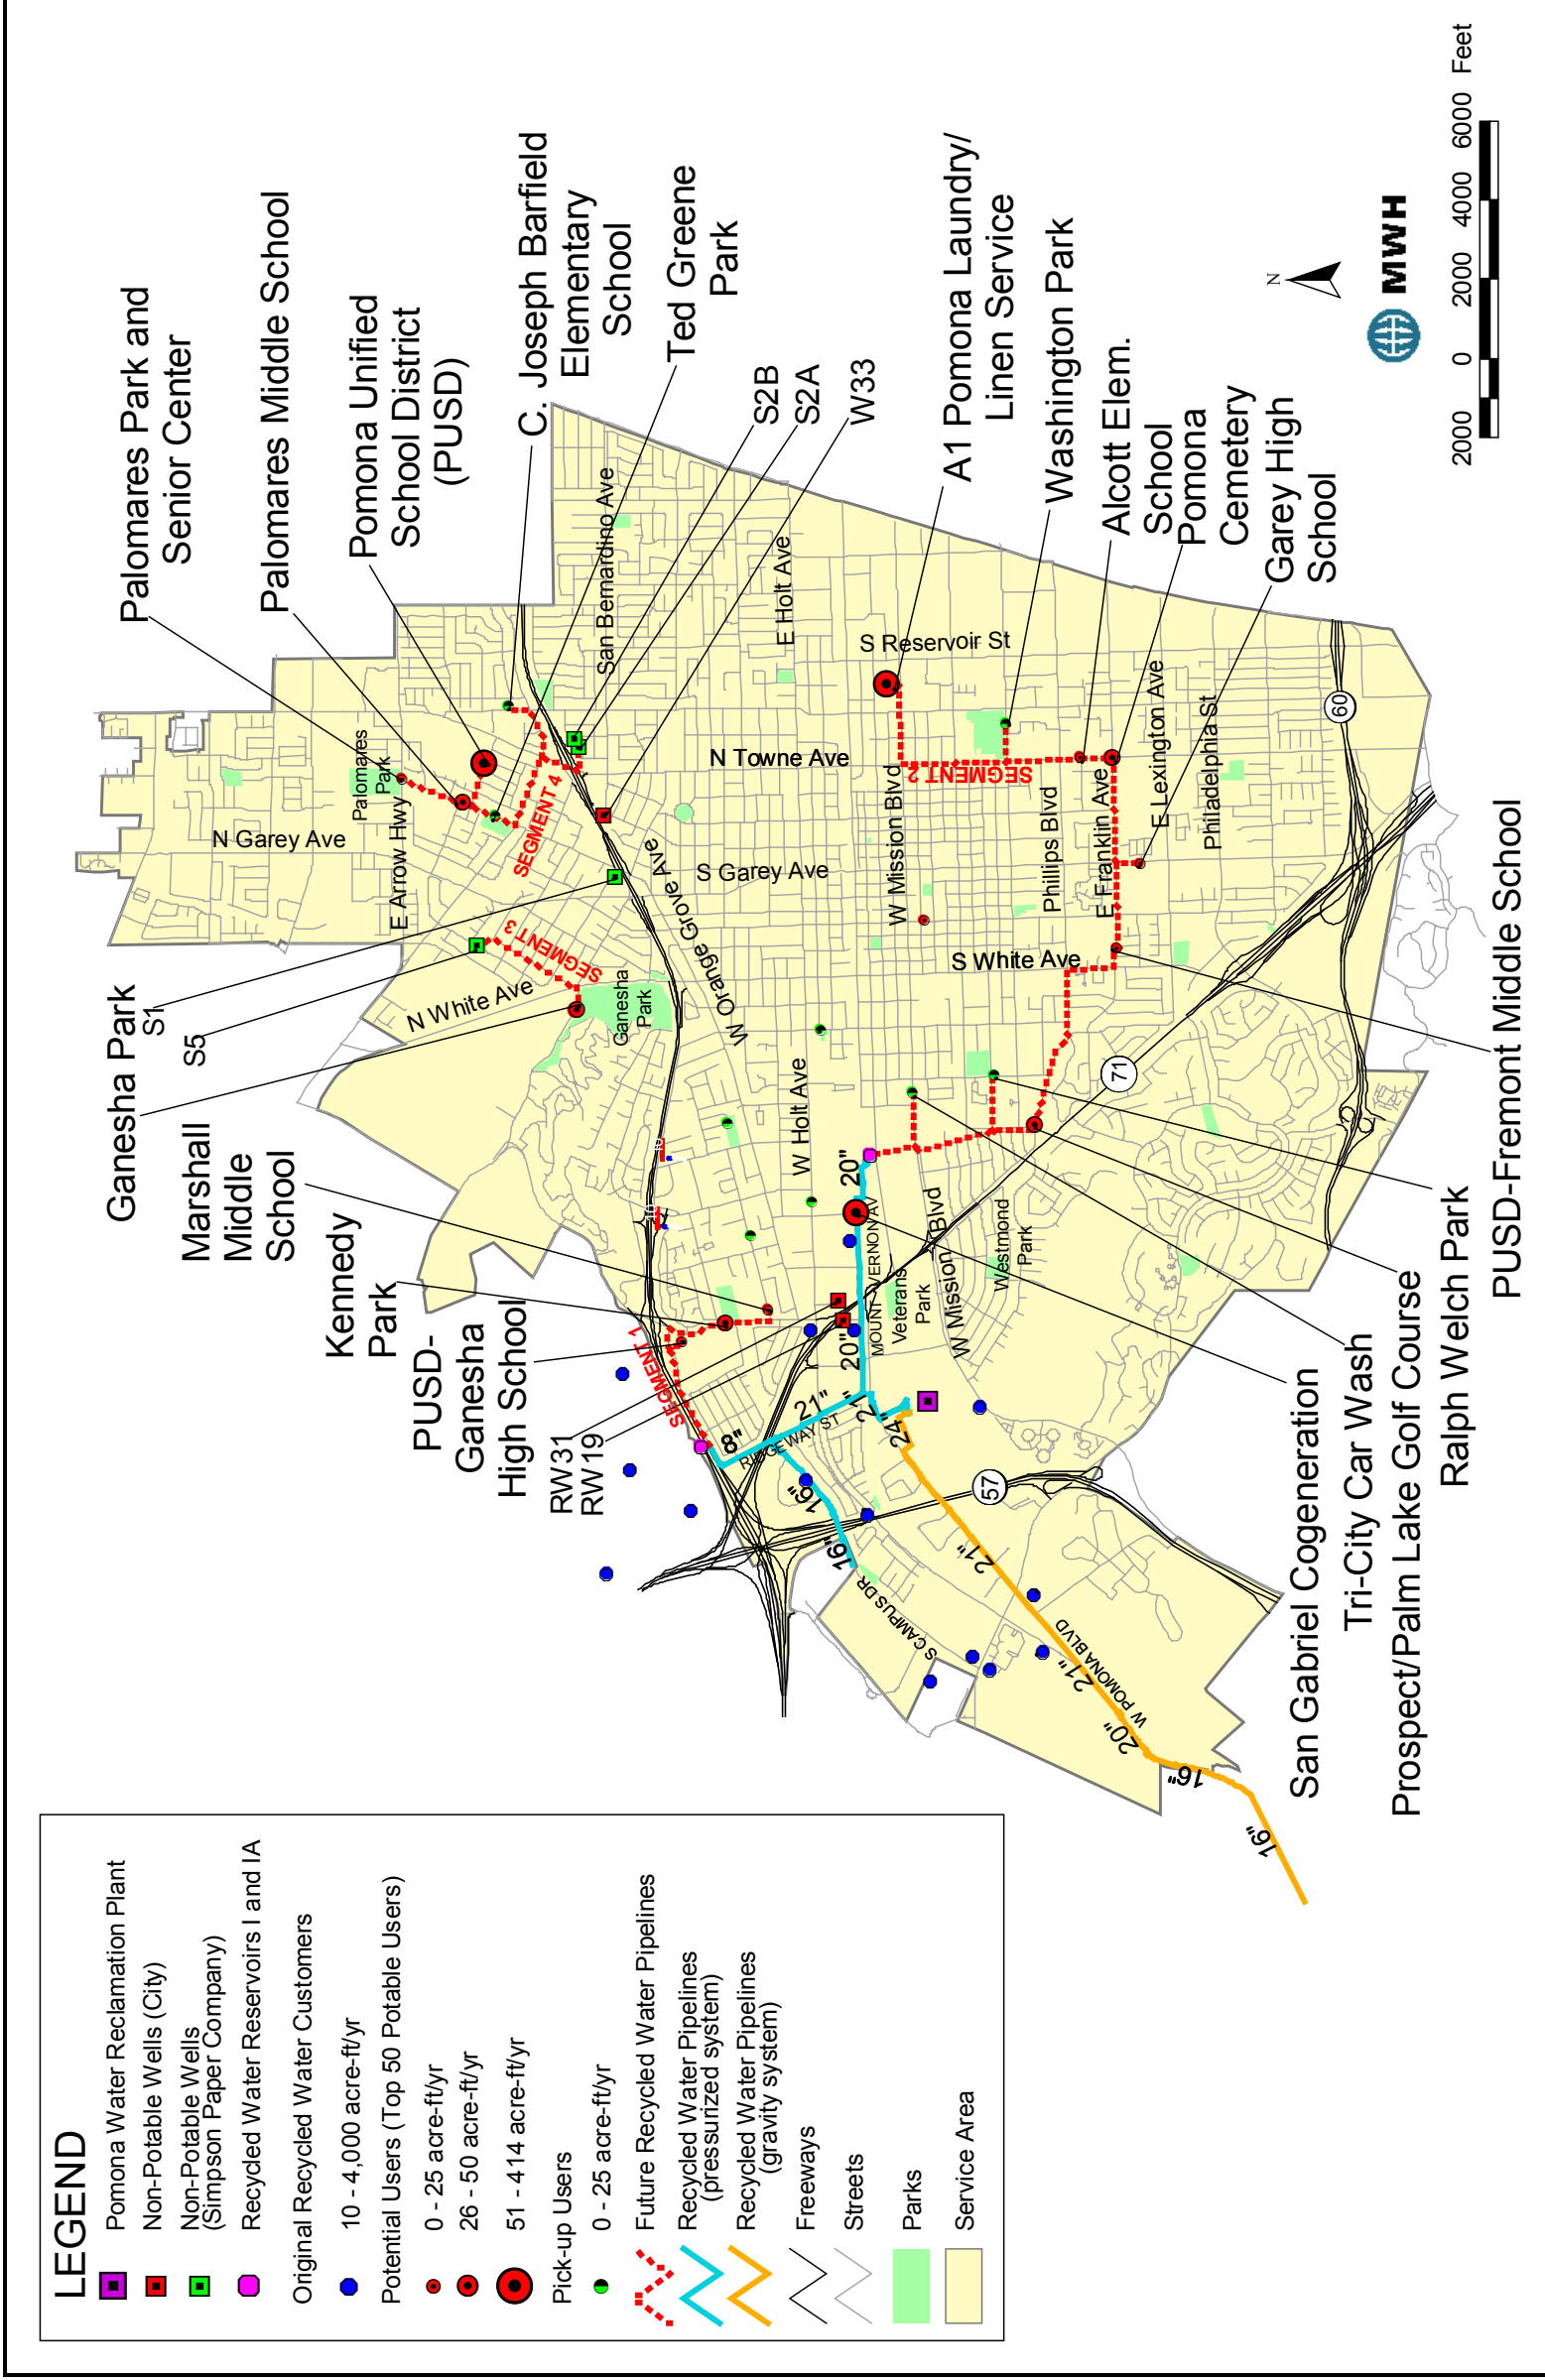 Palomares Park and
Senior Center
Palomares Middle School
Pomona Unified
School District
(PUSD)
C. Joseph Barfield
Elementary
School
Ted Greene
Park
S2B
S2A
W33
A1 Pomona Laundry/
Linen Service
Washington Park
Alcott Elem.
School
Pomona
Cemetery
Garey High
School
Ganesha Park
S1
S5
Marshall
Middle
School
Kennedy
Park
PUSD-
Ganesha
High School
RW31
RW19
San Gabriel Cogeneration
Tri-City Car Wash
Prospect/Palm Lake Golf Course
Ralph Welch Park
PUSD-Fremont Middle School
N Garey Ave
E Arrow Hwy
Palomares
Park
San Bernardino Ave
E Holt Ave
S Reservoir St
N Towne Ave
SEGMENT 4
SEGMENT 3
N White Ave
Ganesha
Park
W Orange Grove Ave
S Garey Ave
W Mission Blvd
SEGMENT 2
Phillips Blvd
E Franklin Ave
E Lexington Ave
Philadelphia St
S White Ave
W Holt Ave
60
71
57
SEGMENT 1
20"
MOUNT VERNON AV
20"
Veterans
Park
W Mission Blvd
Westmond
Park
8"
21"
RIDGEWAY ST
21"
24"
16"
16"
S CAMPUS DR
21"
21"
W POMONA BLVD
20"
16"
16"
N
MWH
2000 0 2000 4000 6000 Feet
LEGEND
Pomona Water Reclamation Plant
Non-Potable Wells (City)
Non-Potable Wells
(Simpson Paper Company)
Recycled Water Reservoirs I and IA
Original Recycled Water Customers
10 - 4,000 acre-ft/yr
Potential Users (Top 50 Potable Users)
0 - 25 acre-ft/yr
26 - 50 acre-ft/yr
51 - 414 acre-ft/yr
Pick-up Users
0 - 25 acre-ft/yr
Future Recycled Water Pipelines
Recycled Water Pipelines
(pressurized system)
Recycled Water Pipelines
(gravity system)
Freeways
Streets
Parks
Service Area